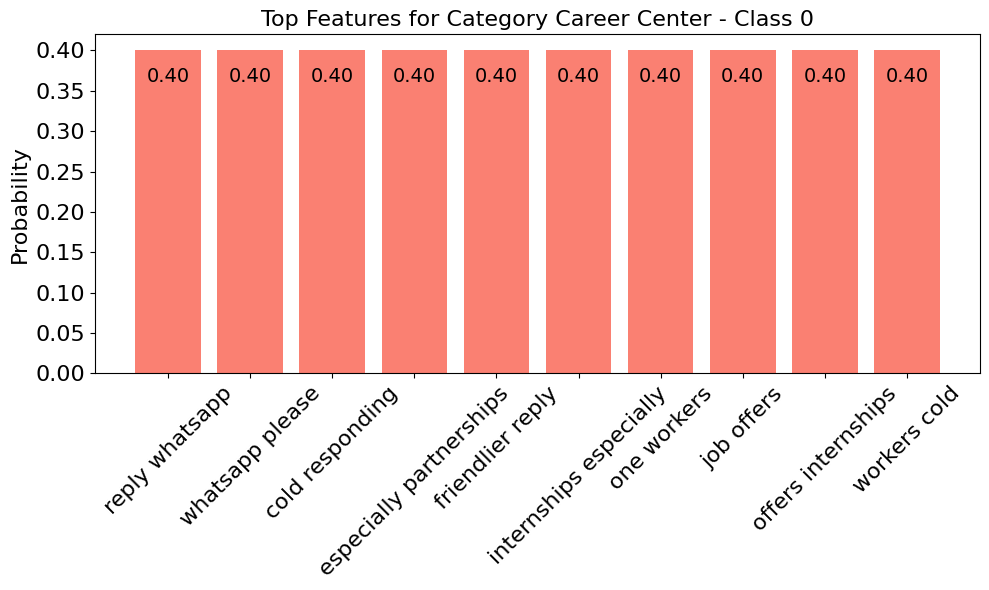 Top Features for Category Career Center - Class 0
Probability
0.40
0.35
0.30
0.25
0.20
0.15
0.10
0.05
0.00
0.40 0.40 0.40 0.40 0.40 0.40 0.40 0.40 0.40 0.40
reply whatsapp
whatsapp please
cold responding
especially partnerships
friendlier reply
internships especially
one workers
job offers
offers internships
workers cold